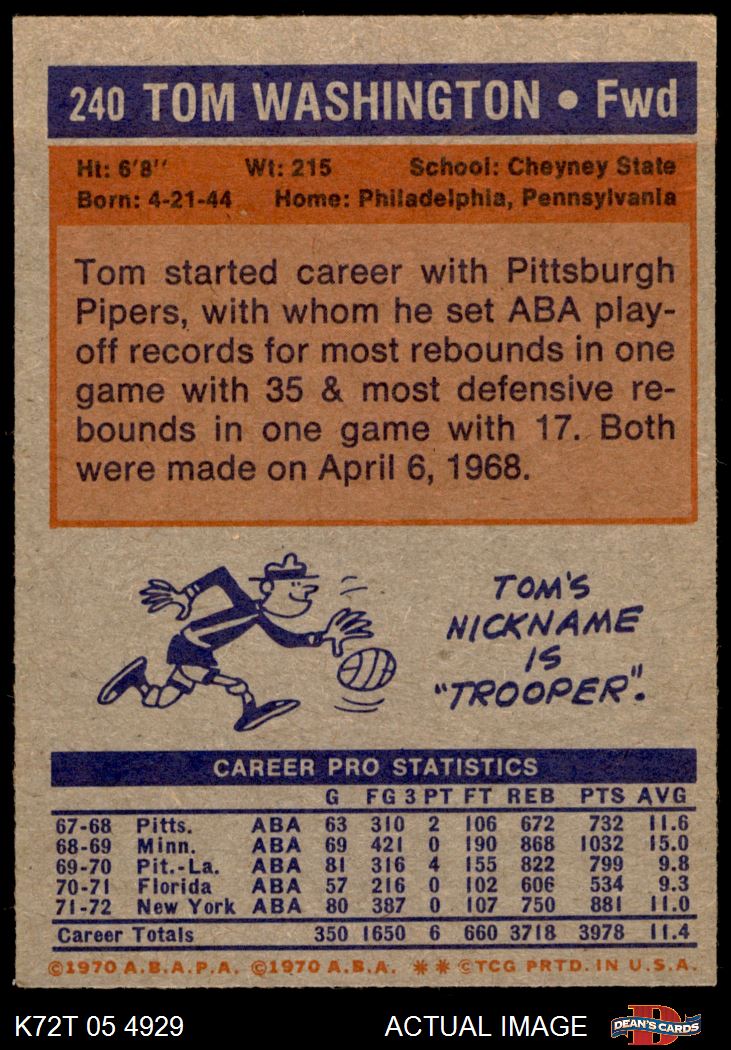 240 TOM WASHINGTON • Fwd
Ht: 6'8" Wt: 215 School: Cheyney State
Born: 4-21-44 Home: Philadelphia, Pennsylvania
Tom started career with Pittsburgh
Pipers, with whom he set ABA play-
off records for most rebounds in one
game with 35 & most defensive re-
bounds in one game with 17. Both
were made on April 6, 1968.
TOM'S
NICKNAME
IS
"TROOPER".
CAREER PRO STATISTICS
G FG 3 PT FT REB PTS AVG
67-68 Pitts. ABA 63 310 2 106 672 732 11.6
68-69 Minn. ABA 69 421 0 190 868 1032 15.0
69-70 Pit.-La. ABA 81 316 4 155 822 799 9.8
70-71 Florida ABA 57 216 0 102 606 534 9.3
71-72 New York ABA 80 387 0 107 750 881 11.0
Career Totals 350 1650 6 660 3718 3978 11.4
©1970 A.B.A.P.A. ©1970 A.B.A. ** ©TCG PRTD. IN U.S.A.
K72T 05 4929 ACTUAL IMAGE D DEAN'S CARDS